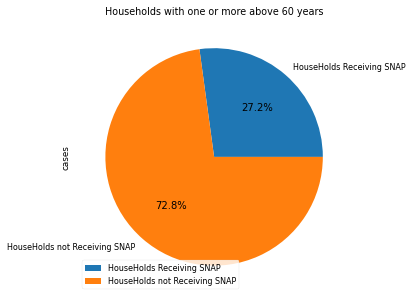 Households with one or more above 60 years
HouseHolds Receiving SNAP
27.2%
cases
72.8%
HouseHolds not Receiving SNAP
HouseHolds Receiving SNAP
HouseHolds not Receiving SNAP